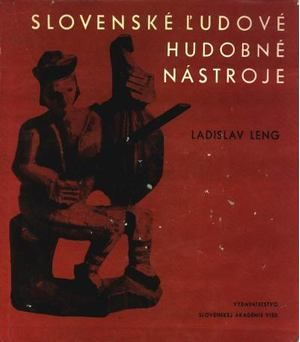 SLOVENSKÉ ĽUDOVÉ
HUDOBNÉ
NÁSTROJE
LADISLAV LENG
VYDAVATEĽSTVO
SLOVENSKEJ AKADÉMIE VIED